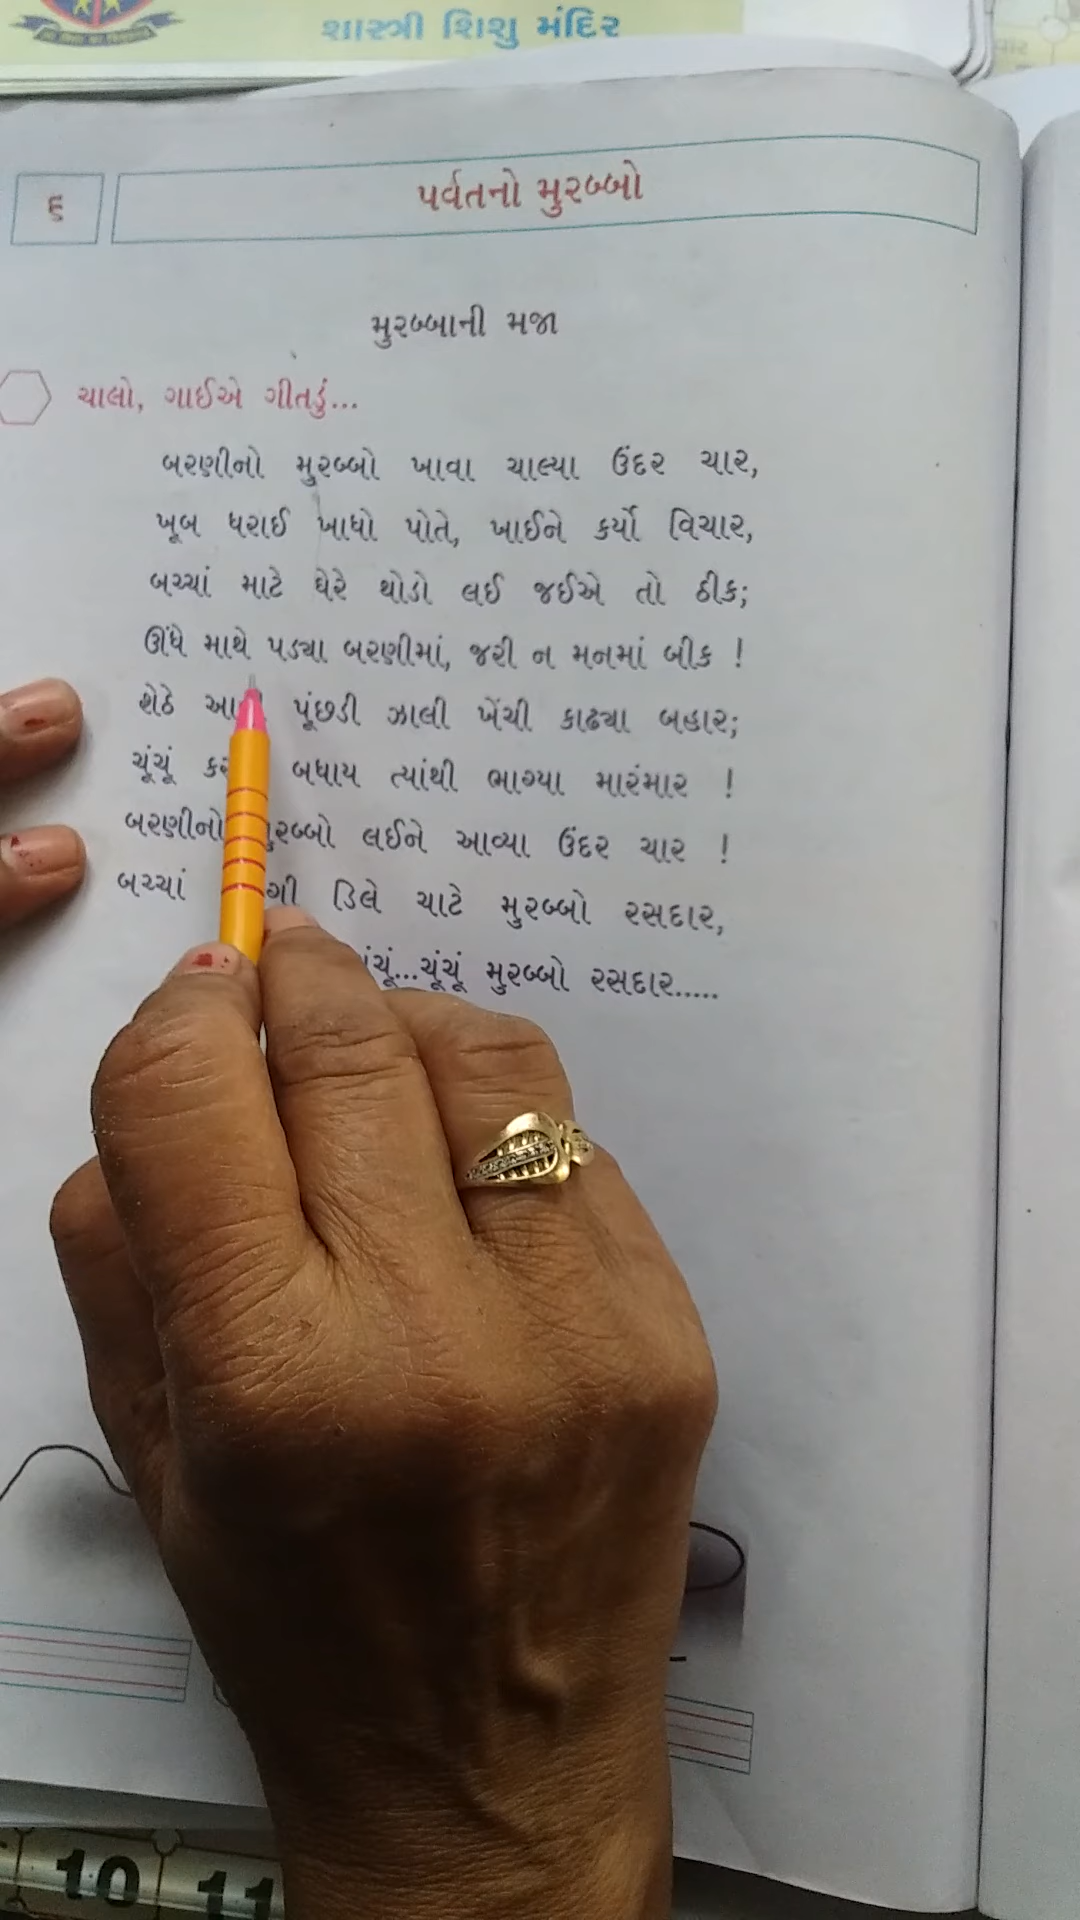 શાસ્ત્રી શિશુ મંદિર
૬
પર્વતનો મુરબ્બો
મુરબ્બાની મજા
ચાલો, ગાઈએ ગીતડું...
બરણીનો મુરબ્બો ખાવા ચાલ્યા ઉંદર ચાર,
ખૂબ ધરાઈ ખાધો પોતે, ખાઈને કર્યો વિચાર,
બચ્ચાં માટે ઘેરે થોડો લઈ જઈએ તો ઠીક;
ઊંધે માથે પડ્યા બરણીમાં, જરી ન મનમાં બીક !
શેઠે પૂંછડી ઝાલી ખેંચી કાઢ્યા બહાર;
ચૂંચૂં બધાય ત્યાંથી ભાગ્યા મારંમાર !
બરણીનો મુરબ્બો લઈને આવ્યા ઉંદર ચાર !
બચ્ચાં ડિલે ચાટે મુરબ્બો રસદાર,
ચૂંચૂં મુરબ્બો રસદાર.....
10 11